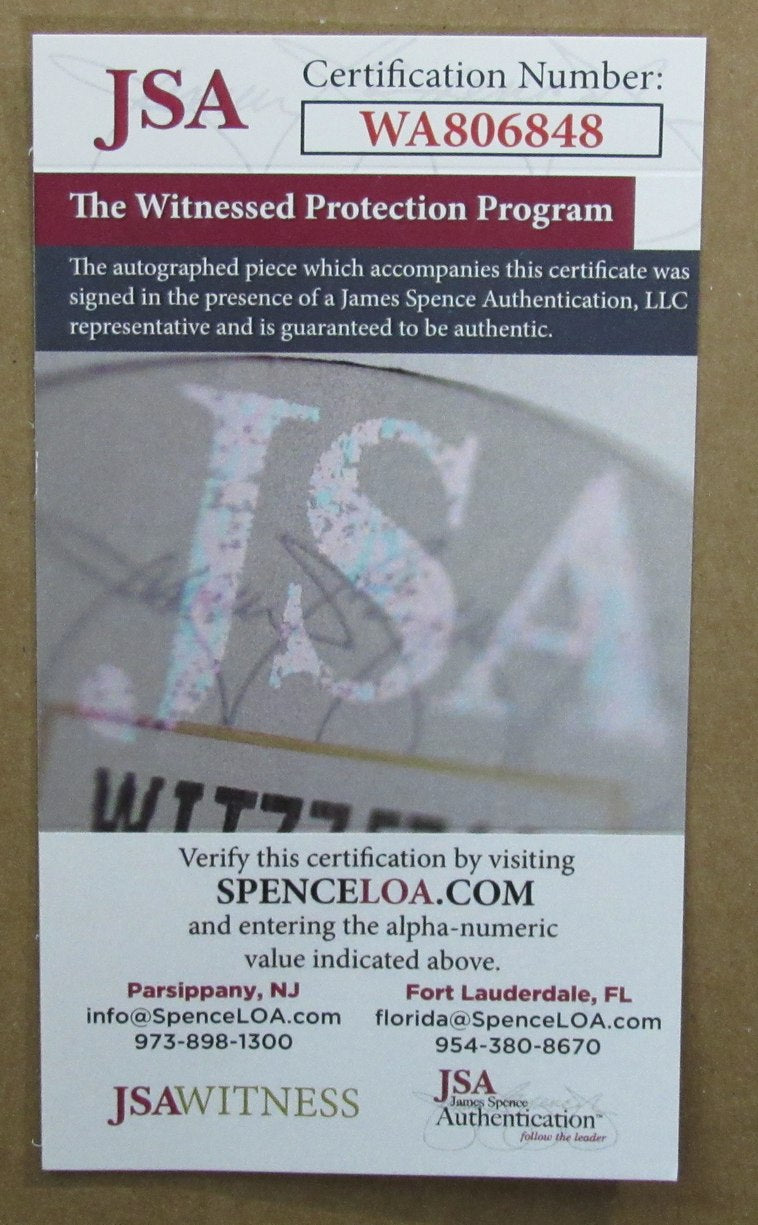 JSA
Certification Number:
WA806848
The Witnessed Protection Program
The autographed piece which accompanies this certificate was
signed in the presence of a James Spence Authentication, LLC
representative and is guaranteed to be authentic.
JSA
Verify this certification by visiting
SPENCELOA.COM
and entering the alpha-numeric
value indicated above.
Parsippany, NJ
info@SpenceLOA.com
973-898-1300
Fort Lauderdale, FL
florida@SpenceLOA.com
954-380-8670
JSAWITNESS
JSA
James Spence
Authentication™
follow the leader